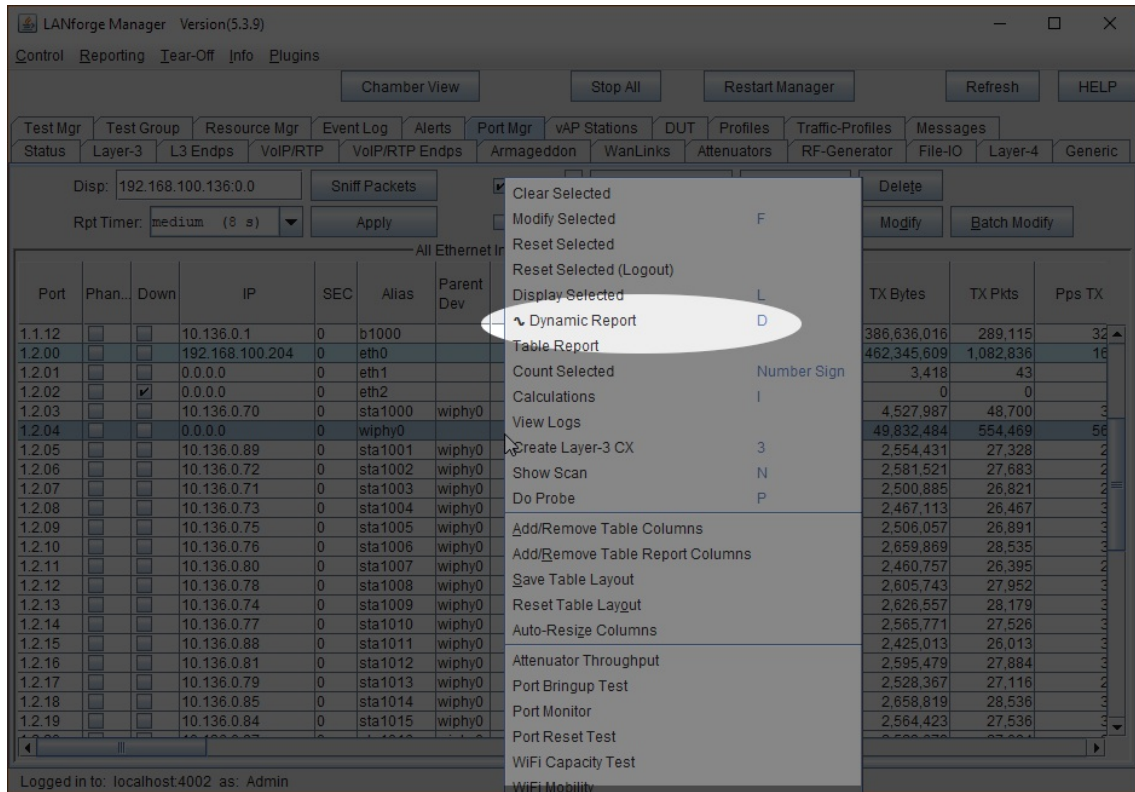 LANforge Manager Version(5.3.9)
Control Reporting Tear-Off Info Plugins
Chamber View Stop All Restart Manager Refresh HELP
Test Mgr Test Group Resource Mgr Event Log Alerts Port Mgr vAP Stations DUT Profiles Traffic-Profiles Messages
Status Layer-3 L3 Endps VoIP/RTP VoIP/RTP Endps Armageddon WanLinks Attenuators RF-Generator File-IO Layer-4 Generic
Disp: 192.168.100.136:0.0 Sniff Packets Delete
Rpt Timer: medium (8 s) Apply Modify Batch Modify
All Ethernet
Port Phan... Down IP SEC Alias Parent Dev TX Bytes TX Pkts Pps TX
1.1.12 10.136.0.1 0 b1000 386,636,016 289,115 32
1.2.00 192.168.100.204 0 eth0 462,345,609 1,082,836 16
1.2.01 0.0.0.0 0 eth1 3,418 43
1.2.02 0.0.0.0 0 eth2 0 0
1.2.03 10.136.0.70 0 sta1000 wiphy0 4,527,987 48,700 3
1.2.04 0.0.0.0 0 wiphy0 49,832,484 554,469 56
1.2.05 10.136.0.89 0 sta1001 wiphy0 2,554,431 27,328 2
1.2.06 10.136.0.72 0 sta1002 wiphy0 2,581,521 27,683 2
1.2.07 10.136.0.71 0 sta1003 wiphy0 2,500,885 26,821 2
1.2.08 10.136.0.73 0 sta1004 wiphy0 2,467,113 26,467 3
1.2.09 10.136.0.75 0 sta1005 wiphy0 2,506,057 26,891 3
1.2.10 10.136.0.76 0 sta1006 wiphy0 2,659,869 28,535 3
1.2.11 10.136.0.80 0 sta1007 wiphy0 2,460,757 26,395 2
1.2.12 10.136.0.78 0 sta1008 wiphy0 2,605,743 27,952 3
1.2.13 10.136.0.74 0 sta1009 wiphy0 2,626,557 28,179 3
1.2.14 10.136.0.77 0 sta1010 wiphy0 2,565,771 27,526 3
1.2.15 10.136.0.88 0 sta1011 wiphy0 2,425,013 26,013 3
1.2.16 10.136.0.81 0 sta1012 wiphy0 2,595,479 27,884 3
1.2.17 10.136.0.79 0 sta1013 wiphy0 2,528,367 27,116 2
1.2.18 10.136.0.85 0 sta1014 wiphy0 2,658,819 28,536 3
1.2.19 10.136.0.84 0 sta1015 wiphy0 2,564,423 27,536 3
Clear Selected
Modify Selected F
Reset Selected
Reset Selected (Logout)
Display Selected L
Dynamic Report D
Table Report
Count Selected Number Sign
Calculations I
View Logs
Create Layer-3 CX 3
Show Scan N
Do Probe P
Add/Remove Table Columns
Add/Remove Table Report Columns
Save Table Layout
Reset Table Layout
Auto-Resize Columns
Attenuator Throughput
Port Bringup Test
Port Monitor
Port Reset Test
WiFi Capacity Test
WiFi Mobility
Logged in to: localhost:4002 as: Admin